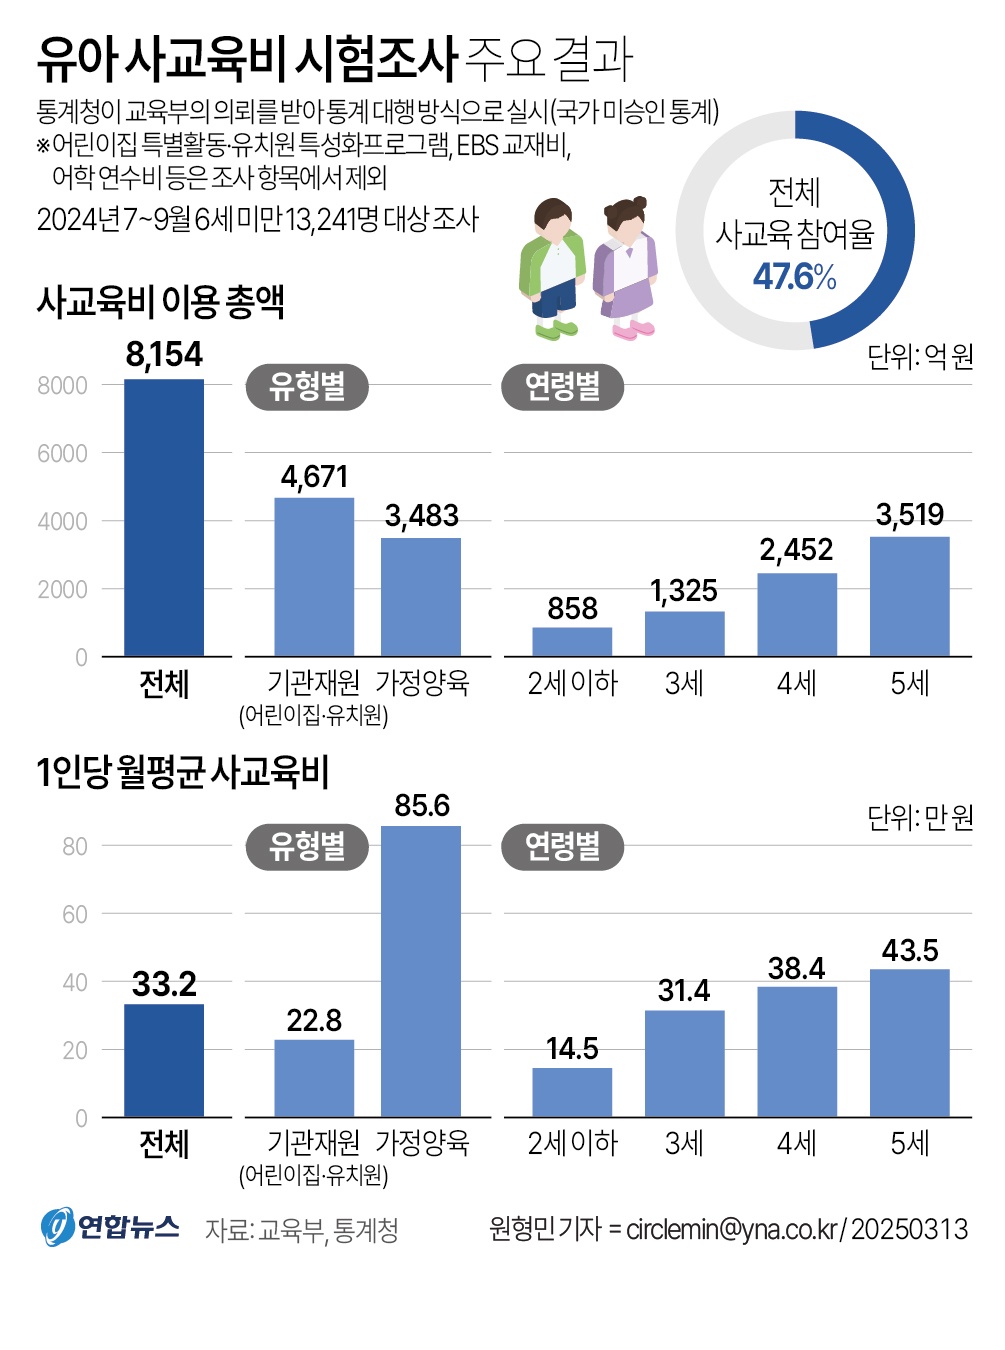 유아 사교육비 시험조사 주요 결과
통계청이 교육부의 의뢰를 받아 통계 대행 방식으로 실시(국가 미승인 통계)
※어린이집 특별활동·유치원 특성화프로그램, EBS 교재비,
어학 연수비 등은 조사 항목에서 제외
2024년 7~9월 6세 미만 13,241명 대상 조사
전체
사교육 참여율
47.6%
사교육비 이용 총액
단위: 억 원
유형별
연령별
8000
6000
4000
2000
0
8,154
4,671
3,483
858
1,325
2,452
3,519
전체
기관재원
(어린이집·유치원)
가정양육
2세 이하
3세
4세
5세
1인당 월평균 사교육비
단위: 만 원
유형별
연령별
80
60
40
20
0
33.2
22.8
85.6
14.5
31.4
38.4
43.5
전체
기관재원
(어린이집·유치원)
가정양육
2세 이하
3세
4세
5세
연합뉴스
자료: 교육부, 통계청
원형민 기자 = circlemin@yna.co.kr / 20250313